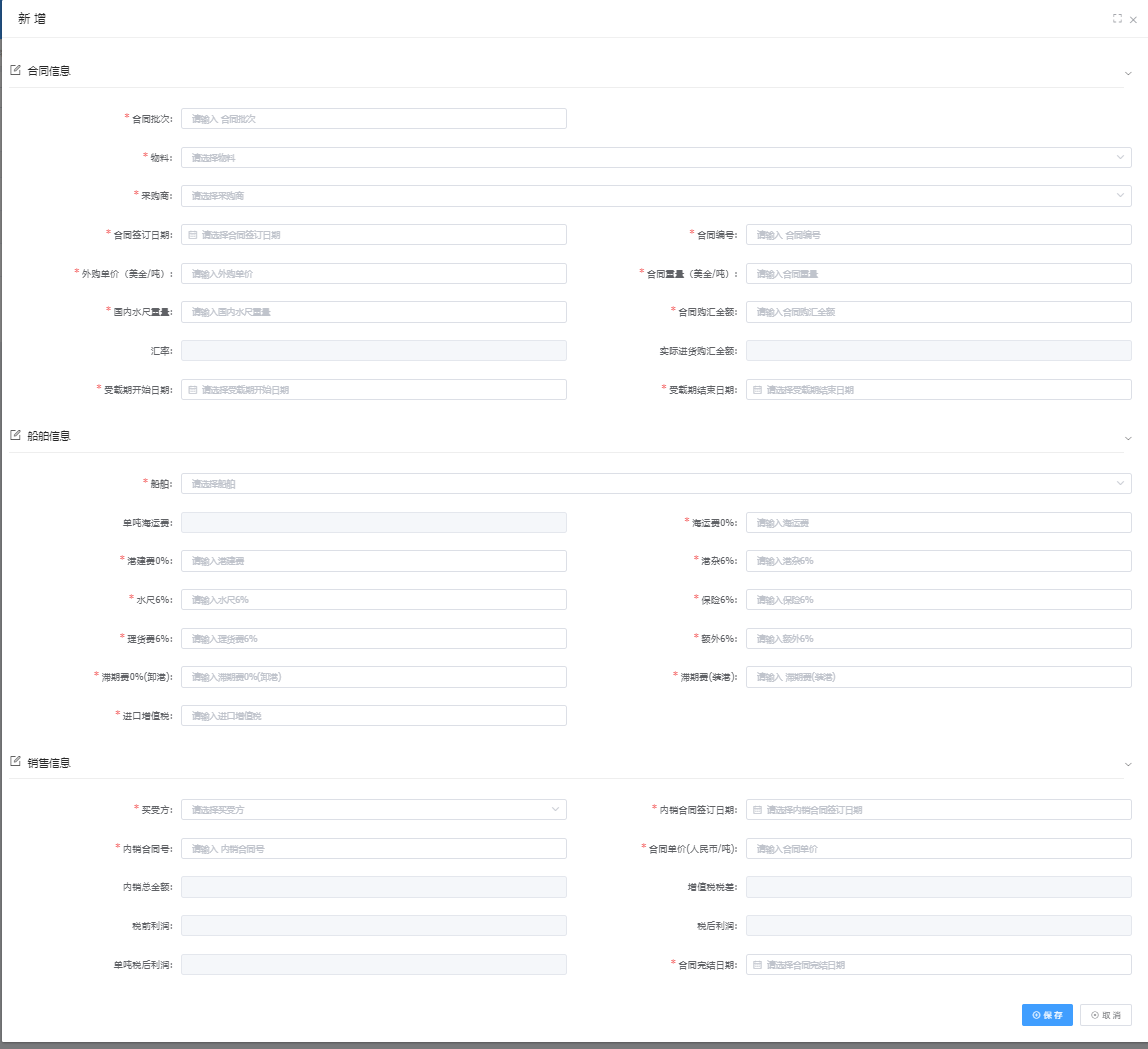 新 增
合同信息
* 合同批次: 请输入 合同批次
* 物料: 请选择物料
* 采购商: 请选择采购商
* 合同签订日期: 请选择合同签订日期 * 合同编号: 请输入 合同编号
* 外购单价（美金/吨）: 请输入外购单价 * 合同重量（美金/吨）: 请输入合同重量
* 国内水尺重量: 请输入国内水尺重量 * 合同购汇金额: 请输入合同购汇金额
汇率: 实际进货购汇金额:
* 受载期开始日期: 请选择受载期开始日期 * 受载期结束日期: 请选择受载期结束日期
船舶信息
* 船舶: 请选择船舶
单吨海运费: * 海运费0%: 请输入海运费
* 港建费0%: 请输入港建费 * 港杂6%: 请输入港杂6%
* 水尺6%: 请输入水尺6% * 保险6%: 请输入保险6%
* 理货费6%: 请输入理货费6% * 额外6%: 请输入额外6%
* 滞期费0%(卸港): 请输入滞期费0%(卸港) * 滞期费(装港): 请输入 滞期费(装港)
* 进口增值税: 请输入进口增值税
销售信息
* 买受方: 请选择买受方 * 内销合同签订日期: 请选择内销合同签订日期
* 内销合同号: 请输入 内销合同号 * 合同单价(人民币/吨): 请输入合同单价
内销总金额: 增值税税差:
税前利润: 税后利润:
单吨税后利润: * 合同完结日期: 请选择合同完结日期
保 存 取 消